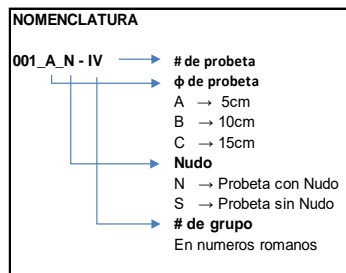 NOMENCLATURA
001_A_N - IV
# de probeta
ф de probeta
A → 5cm
B → 10cm
C → 15cm
Nudo
N → Probeta con Nudo
S → Probeta sin Nudo
# de grupo
En numeros romanos